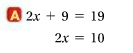 A 2x + 9 = 19
2x = 10